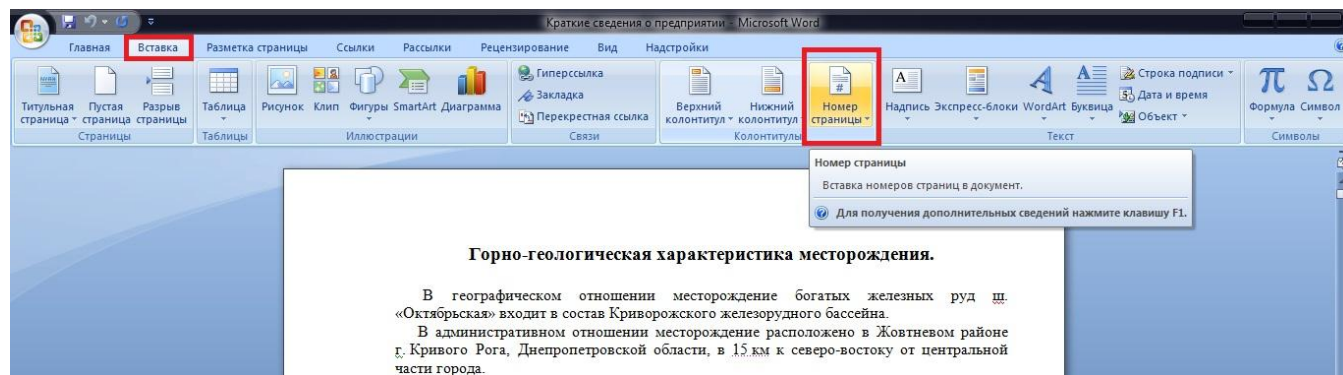 Краткие сведения о предприятии - Microsoft Word
Главная Вставка Разметка страницы Ссылки Рассылки Рецензирование Вид Надстройки
Титульная страница Пустая страница Разрыв страницы
Таблица
Рисунок Клип Фигуры SmartArt Диаграмма
Гиперссылка
Закладка
Перекрестная ссылка
Верхний колонтитул Нижний колонтитул Номер страницы
Надпись Экспресс-блоки WordArt Буквица
Строка подписи
Дата и время
Объект
Формула Символ
Страницы Таблицы Иллюстрации Связи Колонтитулы Текст Символы
Номер страницы
Вставка номеров страниц в документ.
Для получения дополнительных сведений нажмите клавишу F1.
Горно-геологическая характеристика месторождения.
В географическом отношении месторождение богатых железных руд ш.
«Октябрьская» входит в состав Криворожского железорудного бассейна.
В административном отношении месторождение расположено в Жовтневом районе
г. Кривого Рога, Днепропетровской области, в 15 км к северо-востоку от центральной
части города.